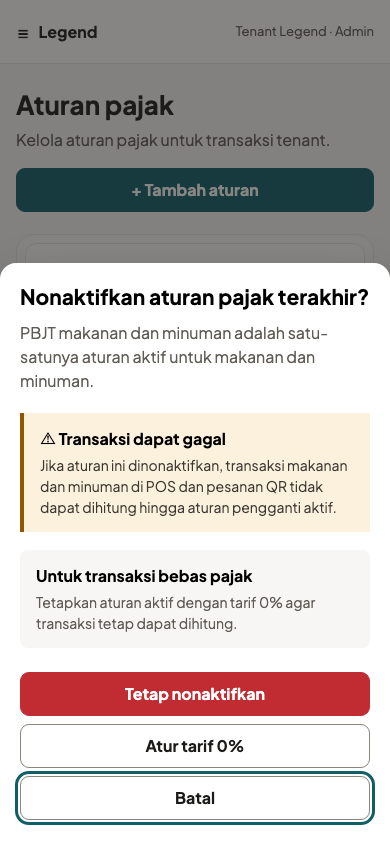 ≡ Legend
Tenant Legend · Admin
Aturan pajak
Kelola aturan pajak untuk transaksi tenant.
+ Tambah aturan
Nonaktifkan aturan pajak terakhir?
PBJT makanan dan minuman adalah satu-
satunya aturan aktif untuk makanan dan
minuman.
⚠ Transaksi dapat gagal
Jika aturan ini dinonaktifkan, transaksi makanan
dan minuman di POS dan pesanan QR tidak
dapat dihitung hingga aturan pengganti aktif.
Untuk transaksi bebas pajak
Tetapkan aturan aktif dengan tarif 0% agar
transaksi tetap dapat dihitung.
Tetap nonaktifkan
Atur tarif 0%
Batal